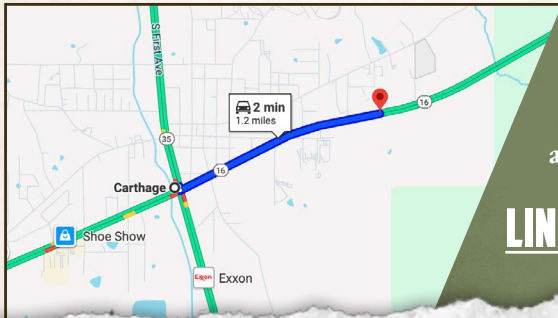 S First Ave
16
2 min
1.2 miles
35
16
Carthage
Shoe Show
Exxon
Exxon
a
LIN